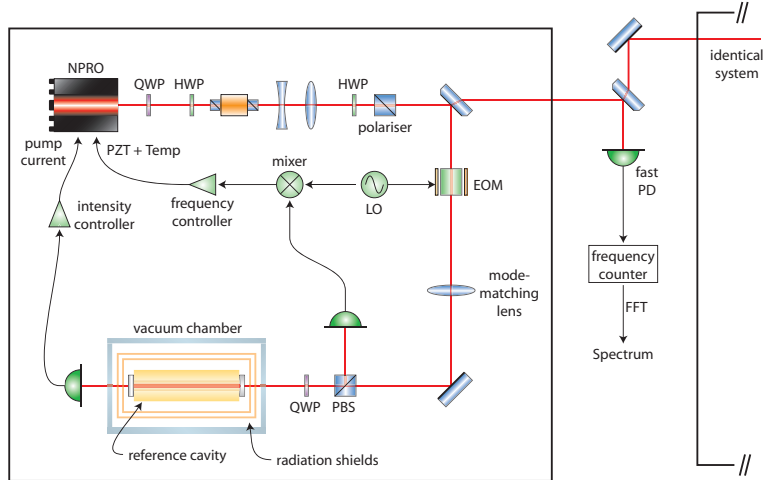 NPRO
QWP
HWP
HWP
polariser
pump
current
PZT + Temp
mixer
intensity
controller
frequency
controller
LO
EOM
mode-
matching
lens
vacuum chamber
QWP
PBS
reference cavity
radiation shields
identical
system
fast
PD
frequency
counter
FFT
Spectrum